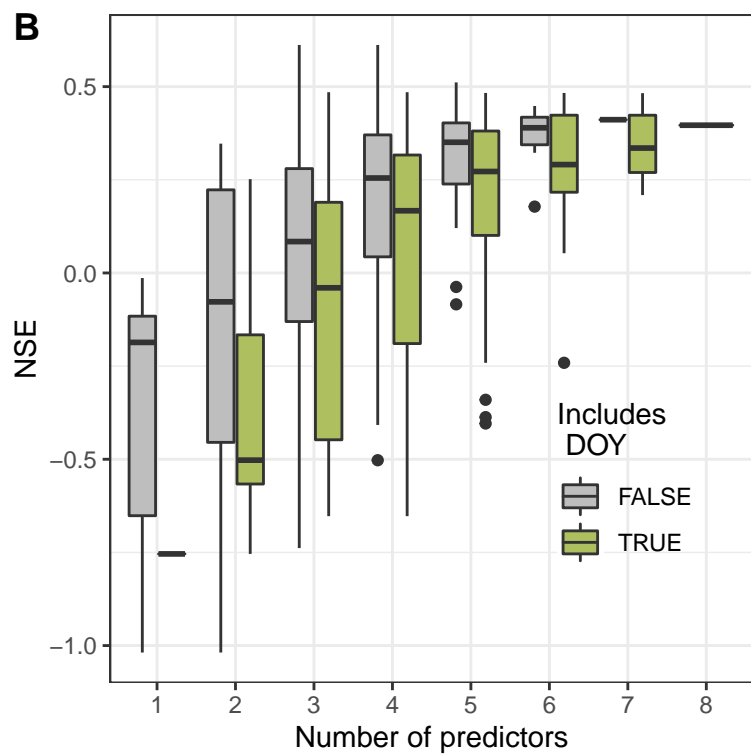 B
NSE
0.5
0.0
−0.5
−1.0
Includes
DOY
FALSE
TRUE
1 2 3 4 5 6 7 8
Number of predictors